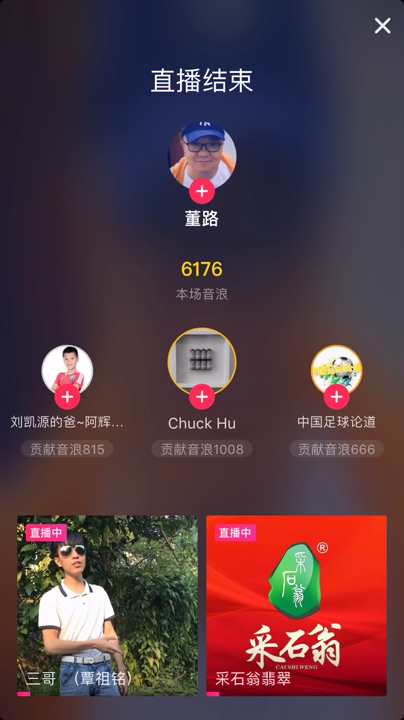 直播结束
董路
6176
本场音浪
刘凯源的爸~阿辉...
Chuck Hu
中国足球论道
贡献音浪815
贡献音浪1008
贡献音浪666
直播中
直播中
采石翁
®
采石翁
CAI SHI WENG
三哥 （覃祖铭）
采石翁翡翠